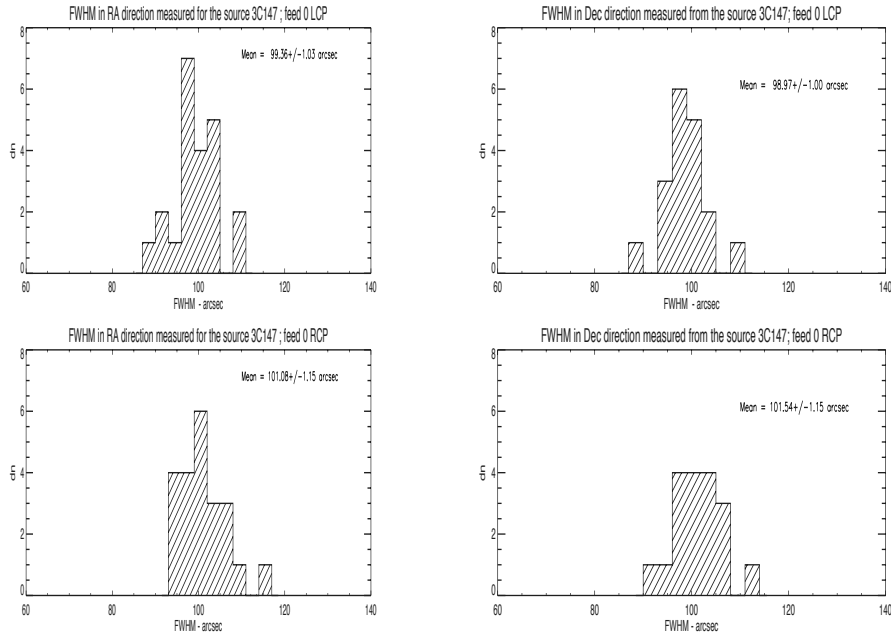 FWHM in RA direction measured for the source 3C147 ; feed 0 LCP
Mean = 99.36+/-1.03 arcsec
8
6
4
2
0
dn
60 80 100 120 140
FWHM - arcsec
FWHM in Dec direction measured from the source 3C147; feed 0 LCP
Mean = 98.97+/-1.00 arcsec
8
6
4
2
0
dn
60 80 100 120 140
FWHM - arcsec
FWHM in RA direction measured for the source 3C147 ; feed 0 RCP
Mean = 101.08+/-1.15 arcsec
8
6
4
2
0
dn
60 80 100 120 140
FWHM - arcsec
FWHM in Dec direction measured from the source 3C147; feed 0 RCP
Mean = 101.54+/-1.15 arcsec
8
6
4
2
0
dn
60 80 100 120 140
FWHM - arcsec